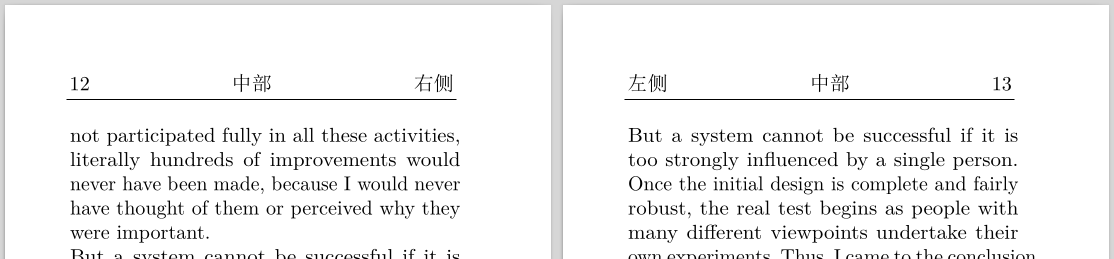 12 中部 右侧
not participated fully in all these activities,
literally hundreds of improvements would
never have been made, because I would never
have thought of them or perceived why they
were important.
But a system cannot be successful if it is
左侧 中部 13
But a system cannot be successful if it is
too strongly influenced by a single person.
Once the initial design is complete and fairly
robust, the real test begins as people with
many different viewpoints undertake their
own experiments. Thus, I came to the conclusion